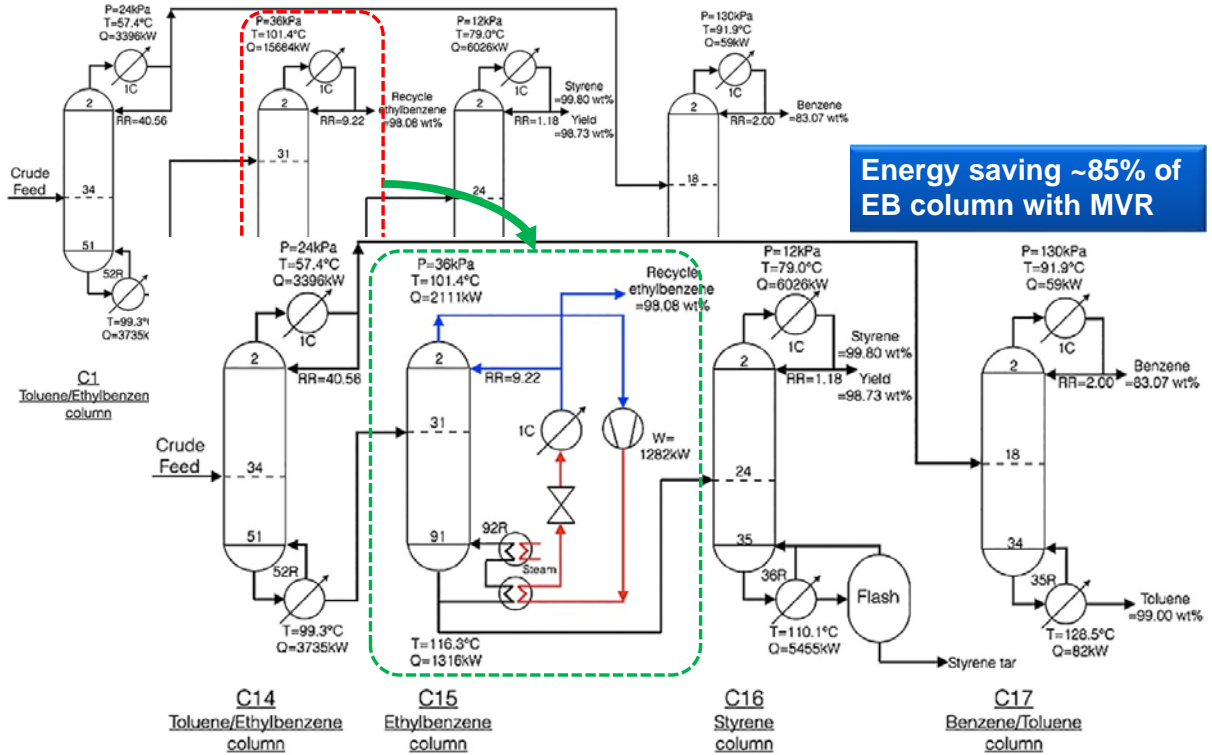 P=24kPa
T=57.4°C
Q=3396kW
1C
2
RR=40.56
Crude
Feed
34
51
52R
T=99.3°
Q=3735k
C1
Toluene/Ethylbenzen
column
P=36kPa
T=101.4°C
Q=15684kW
1C
2
RR=9.22
Recycle
ethylbenzene
=98.08 wt%
31
P=12kPa
T=79.0°C
Q=6026kW
1C
2
RR=1.18
Styrene
=99.80 wt%
Yield
=98.73 wt%
24
P=130kPa
T=91.9°C
Q=59kW
1C
2
RR=2.00
Benzene
=83.07 wt%
18
Energy saving ~85% of
EB column with MVR
P=24kPa
T=57.4°C
Q=3396kW
1C
2
RR=40.56
Crude
Feed
34
51
52R
T=99.3°C
Q=3735kW
C14
Toluene/Ethylbenzene
column
P=36kPa
T=101.4°C
Q=2111kW
Recycle
ethylbenzene
=98.08 wt%
2
RR=9.22
31
1C
W=
1282kW
91
92R
Steam
T=116.3°C
Q=1316kW
C15
Ethylbenzene
column
P=12kPa
T=79.0°C
Q=6026kW
1C
2
RR=1.18
Styrene
=99.80 wt%
Yield
=98.73 wt%
24
35
36R
Flash
T=110.1°C
Q=5455kW
Styrene tar
C16
Styrene
column
P=130kPa
T=91.9°C
Q=59kW
1C
2
RR=2.00
Benzene
=83.07 wt%
18
34
35R
Toluene
=99.00 wt%
T=128.5°C
Q=82kW
C17
Benzene/Toluene
column